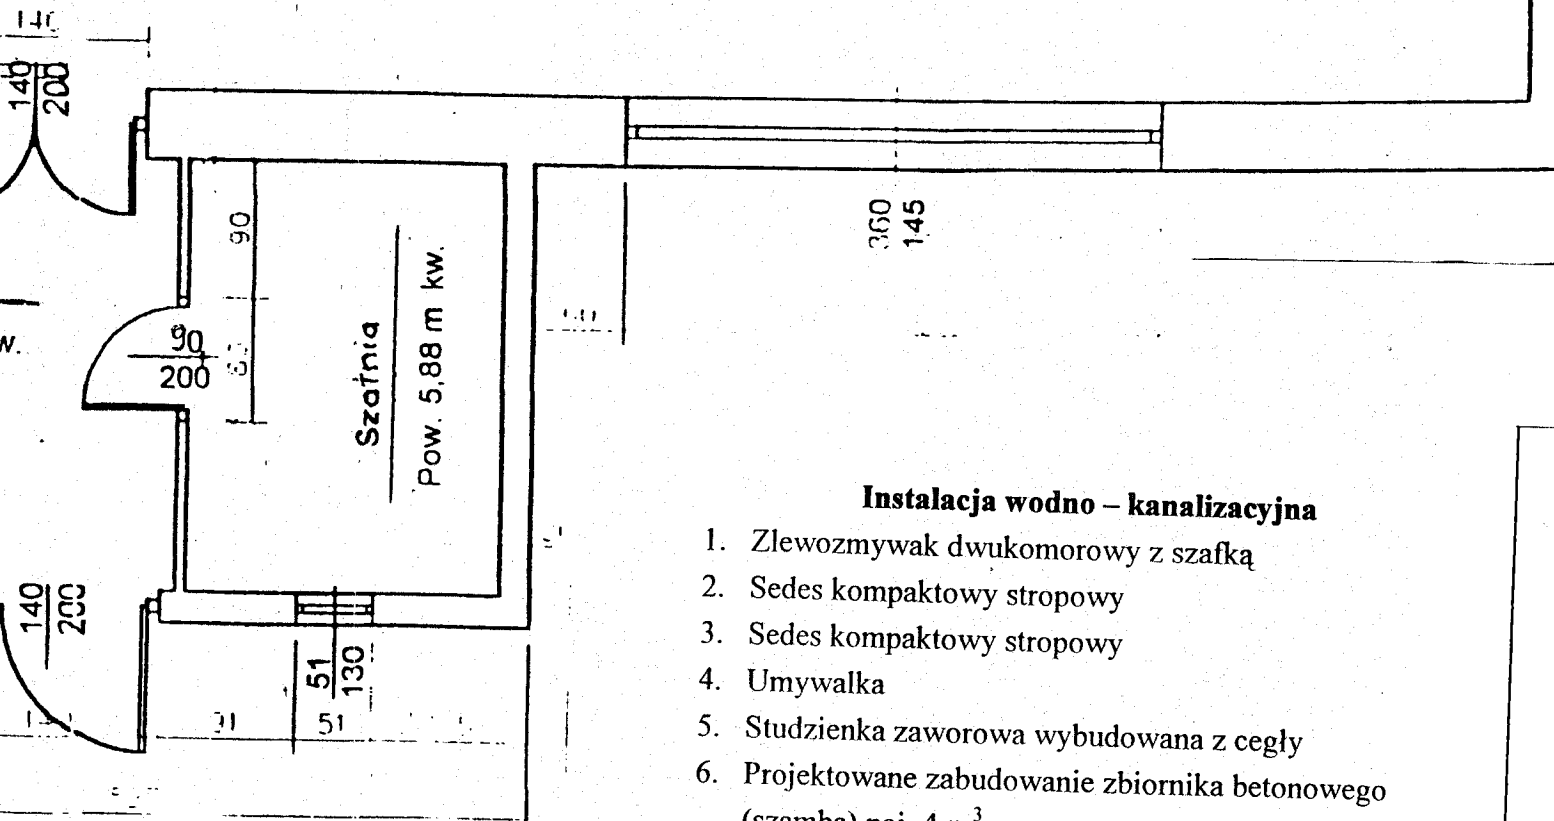 140
200
90
90
200
Szatnia
Pow. 5,88 m kw.
360
145
w.
140
200
51
130
51
Instalacja wodno – kanalizacyjna
1. Zlewozmywak dwukomorowy z szafką
2. Sedes kompaktowy stropowy
3. Sedes kompaktowy stropowy
4. Umywalka
5. Studzienka zaworowa wybudowana z cegły
6. Projektowane zabudowanie zbiornika betonowego